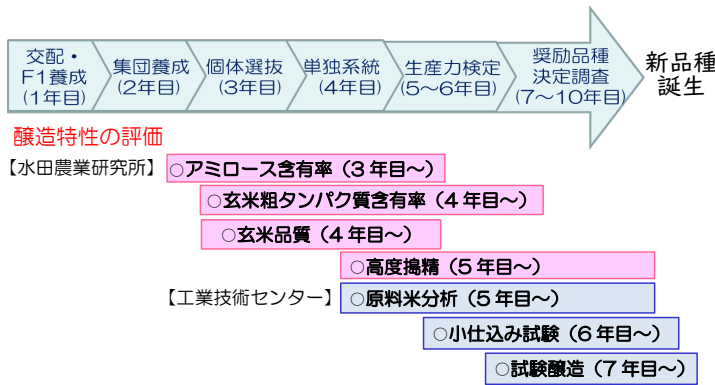 交配・
F1養成
(1年目)
集団養成
(2年目)
個体選抜
(3年目)
単独系統
(4年目)
生産力検定
(5～6年目)
奨励品種
決定調査
(7～10年目)
新品種
誕生
醸造特性の評価
【水田農業研究所】
○アミロース含有率（３年目～）
○玄米粗タンパク質含有率（４年目～）
○玄米品質（４年目～）
○高度搗精（５年目～）
【工業技術センター】
○原料米分析（５年目～）
○小仕込み試験（６年目～）
○試験醸造（７年目～）